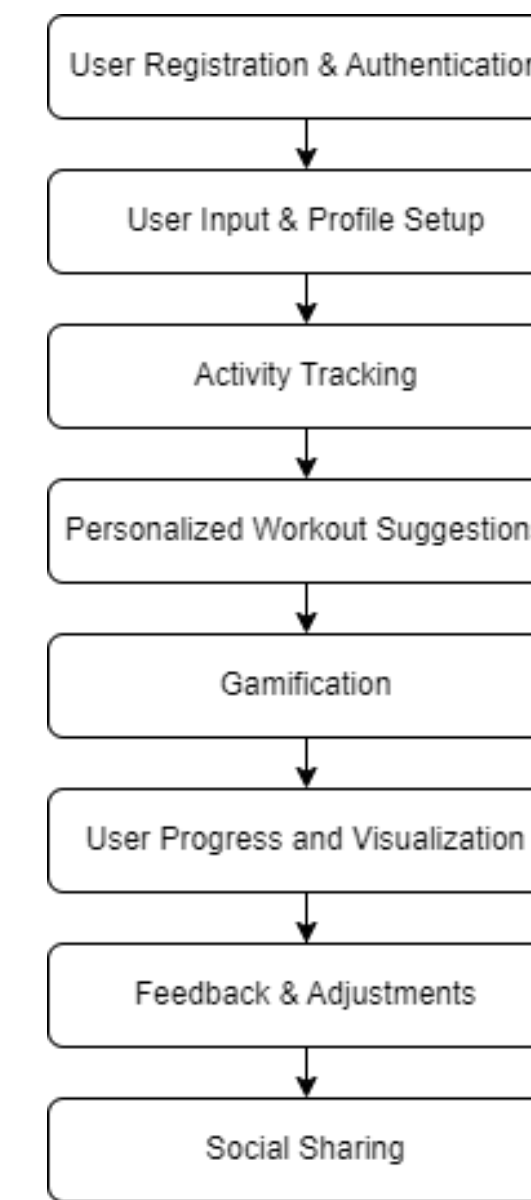 User Registration & Authentication
User Input & Profile Setup
Activity Tracking
Personalized Workout Suggestion
Gamification
User Progress and Visualization
Feedback & Adjustments
Social Sharing